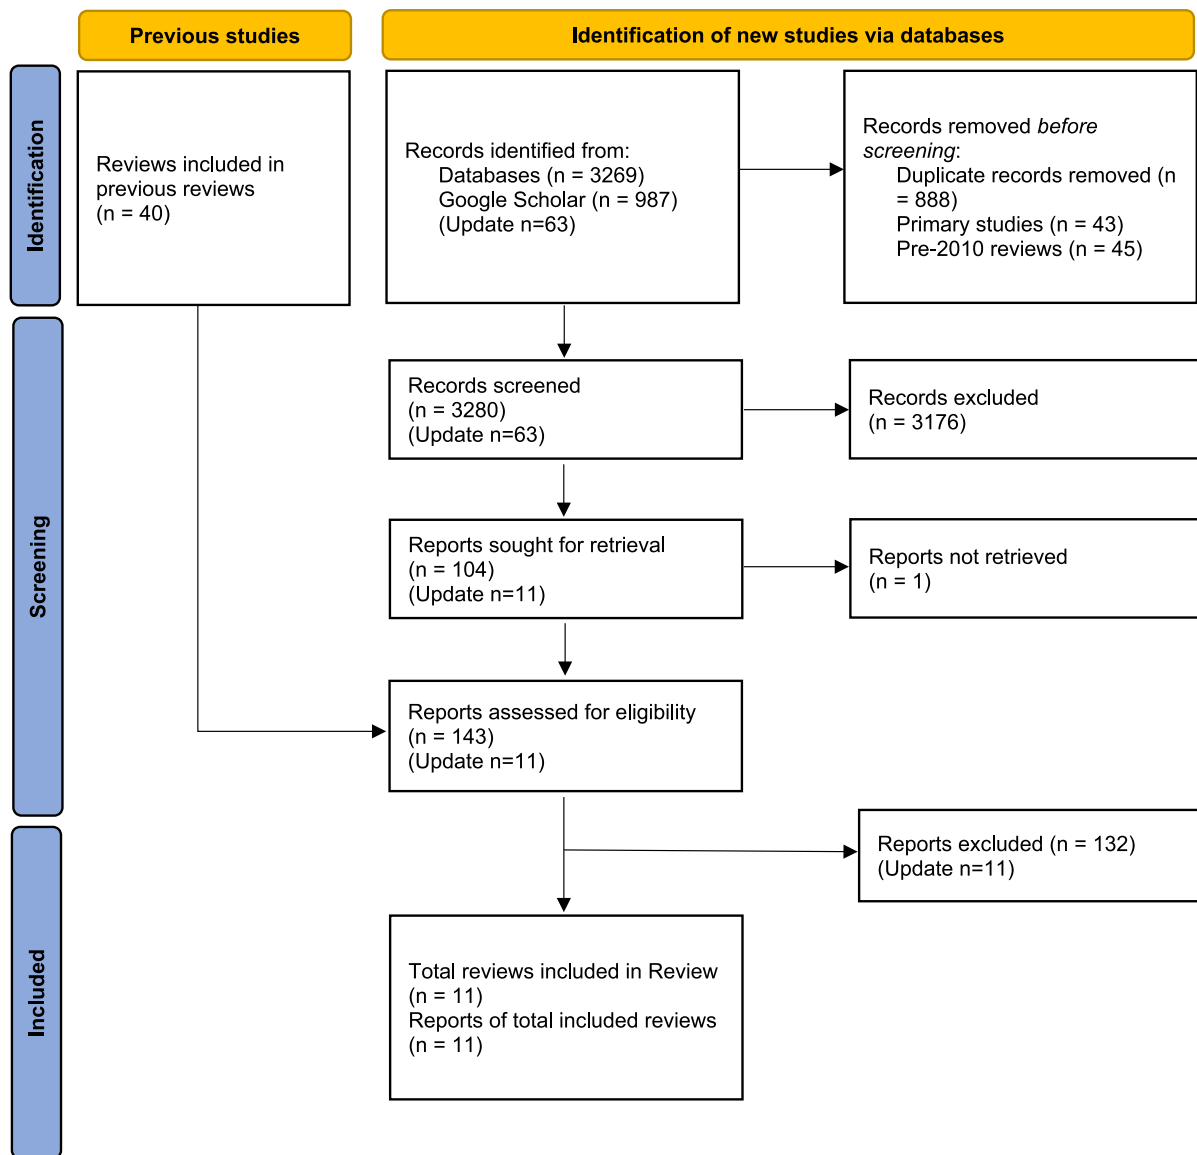 Previous studies
Identification of new studies via databases
Identification
Reviews included in
previous reviews
(n = 40)
Records identified from:
Databases (n = 3269)
Google Scholar (n = 987)
(Update n=63)
Records removed before
screening:
Duplicate records removed (n
= 888)
Primary studies (n = 43)
Pre-2010 reviews (n = 45)
Screening
Records screened
(n = 3280)
(Update n=63)
Records excluded
(n = 3176)
Reports sought for retrieval
(n = 104)
(Update n=11)
Reports not retrieved
(n = 1)
Reports assessed for eligibility
(n = 143)
(Update n=11)
Included
Reports excluded (n = 132)
(Update n=11)
Total reviews included in Review
(n = 11)
Reports of total included reviews
(n = 11)